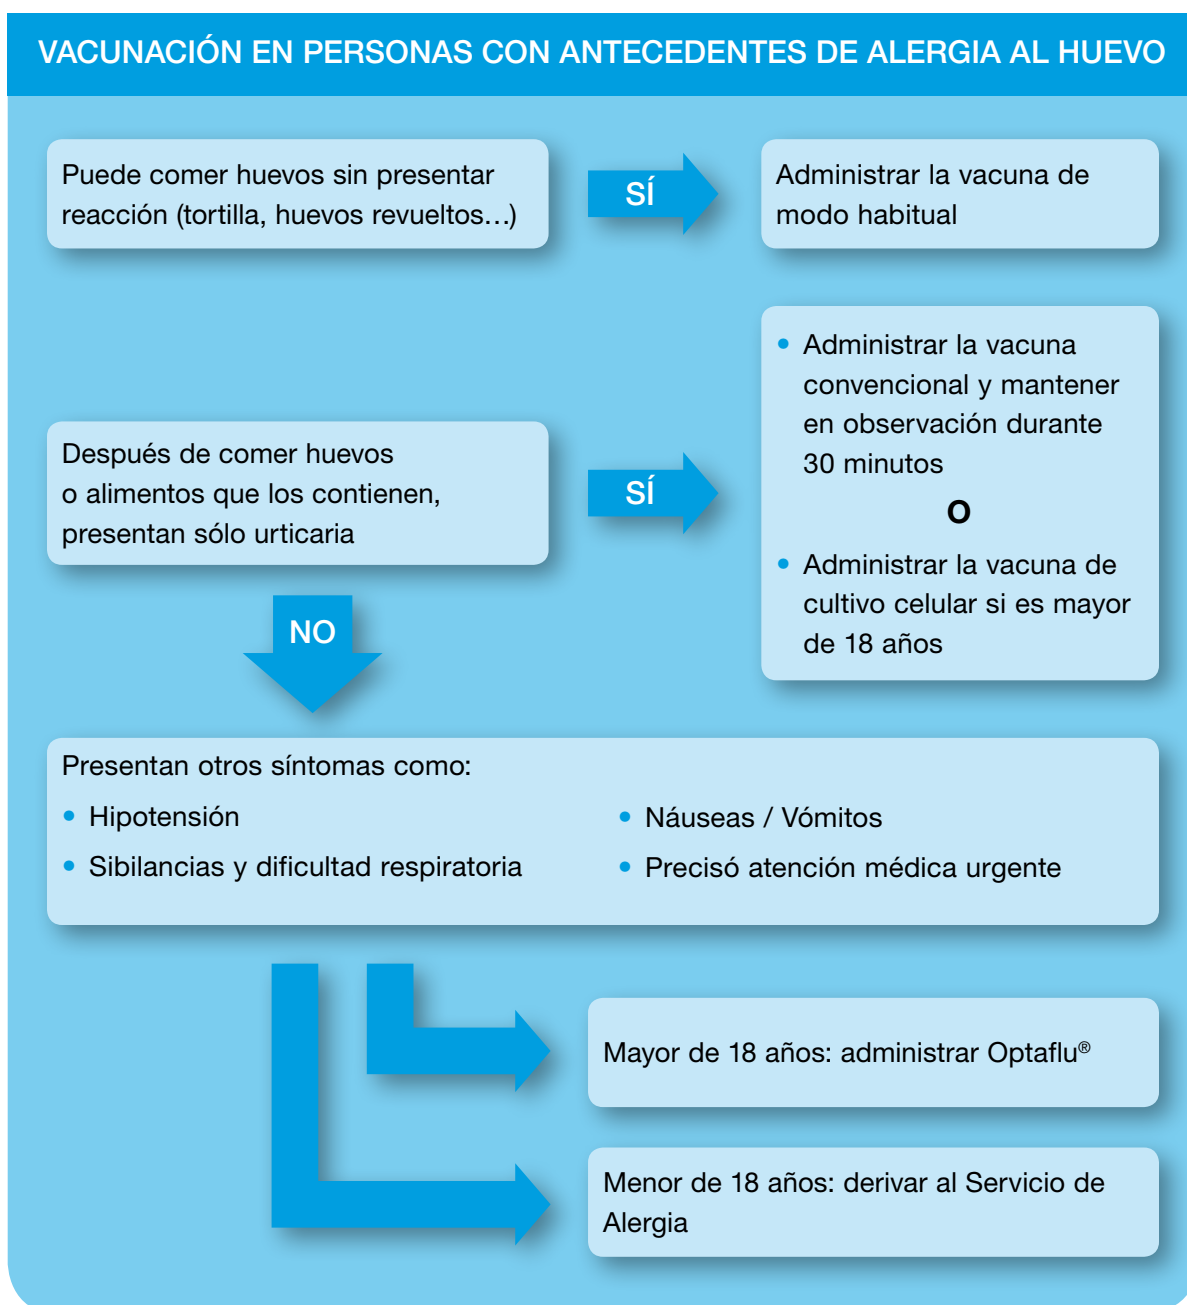 VACUNACIÓN EN PERSONAS CON ANTECEDENTES DE ALERGIA AL HUEVO
Puede comer huevos sin presentar
reacción (tortilla, huevos revueltos…)
SÍ
Administrar la vacuna de
modo habitual
Después de comer huevos
o alimentos que los contienen,
presentan sólo urticaria
SÍ
• Administrar la vacuna
convencional y mantener
en observación durante
30 minutos
O
• Administrar la vacuna de
cultivo celular si es mayor
de 18 años
NO
Presentan otros síntomas como:
• Hipotensión
• Sibilancias y dificultad respiratoria
• Náuseas / Vómitos
• Precisó atención médica urgente
Mayor de 18 años: administrar Optaflu®
Menor de 18 años: derivar al Servicio de
Alergia